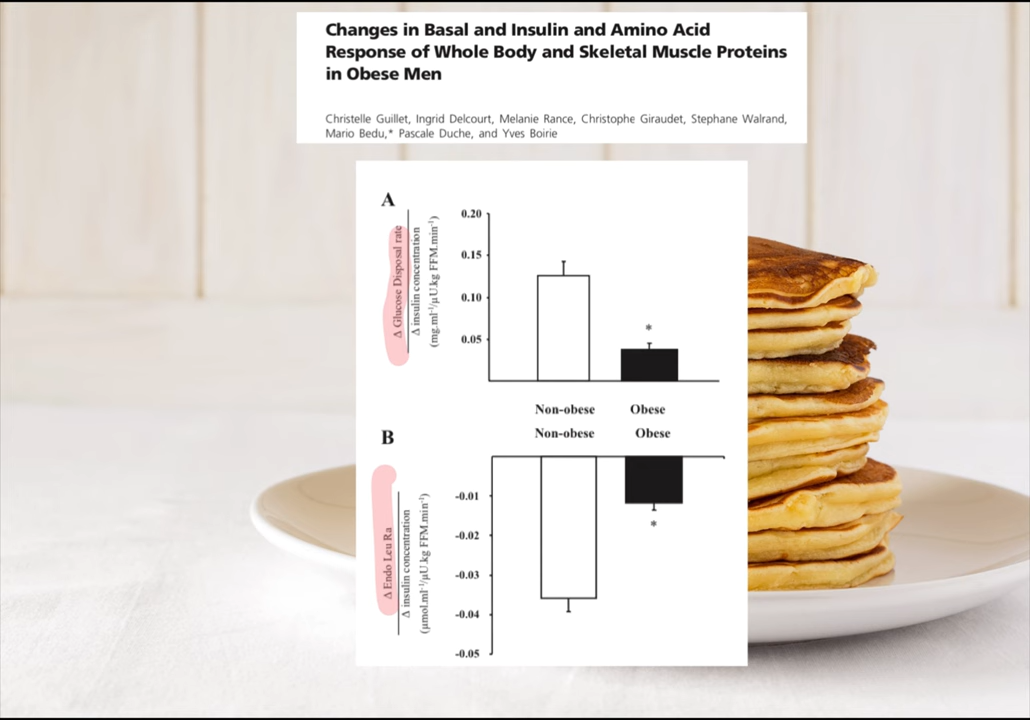 Changes in Basal and Insulin and Amino Acid
Response of Whole Body and Skeletal Muscle Proteins
in Obese Men
Christelle Guillet, Ingrid Delcourt, Melanie Rance, Christophe Giraudet, Stephane Walrand,
Mario Bedu,* Pascale Duche, and Yves Boirie
A
Δ Glucose Disposal rate
Δ insulin concentration
(mg.ml⁻¹/μU.kg FFM.min⁻¹)
0.20
0.15
0.10
0.05
*
Non-obese Obese
B
Non-obese Obese
Δ Endo Leu Ra
Δ insulin concentration
(μmol.ml⁻¹/μU.kg FFM.min⁻¹)
-0.01
-0.02
-0.03
-0.04
-0.05
*